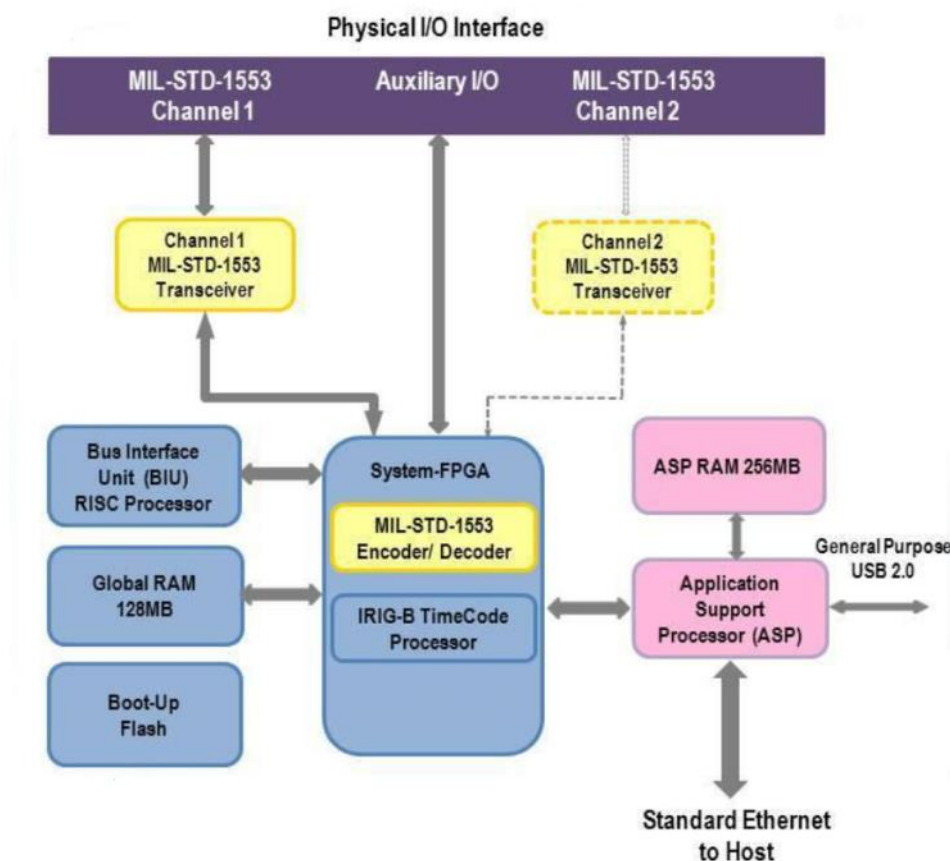 Physical I/O Interface
MIL-STD-1553
Channel 1
Auxiliary I/O
MIL-STD-1553
Channel 2
Channel 1
MIL-STD-1553
Transceiver
Channel 2
MIL-STD-1553
Transceiver
Bus Interface
Unit (BIU)
RISC Processor
System-FPGA
MIL-STD-1553
Encoder/ Decoder
IRIG-B TimeCode
Processor
Global RAM
128MB
Boot-Up
Flash
ASP RAM 256MB
General Purpose
USB 2.0
Application
Support
Processor (ASP)
Standard Ethernet
to Host